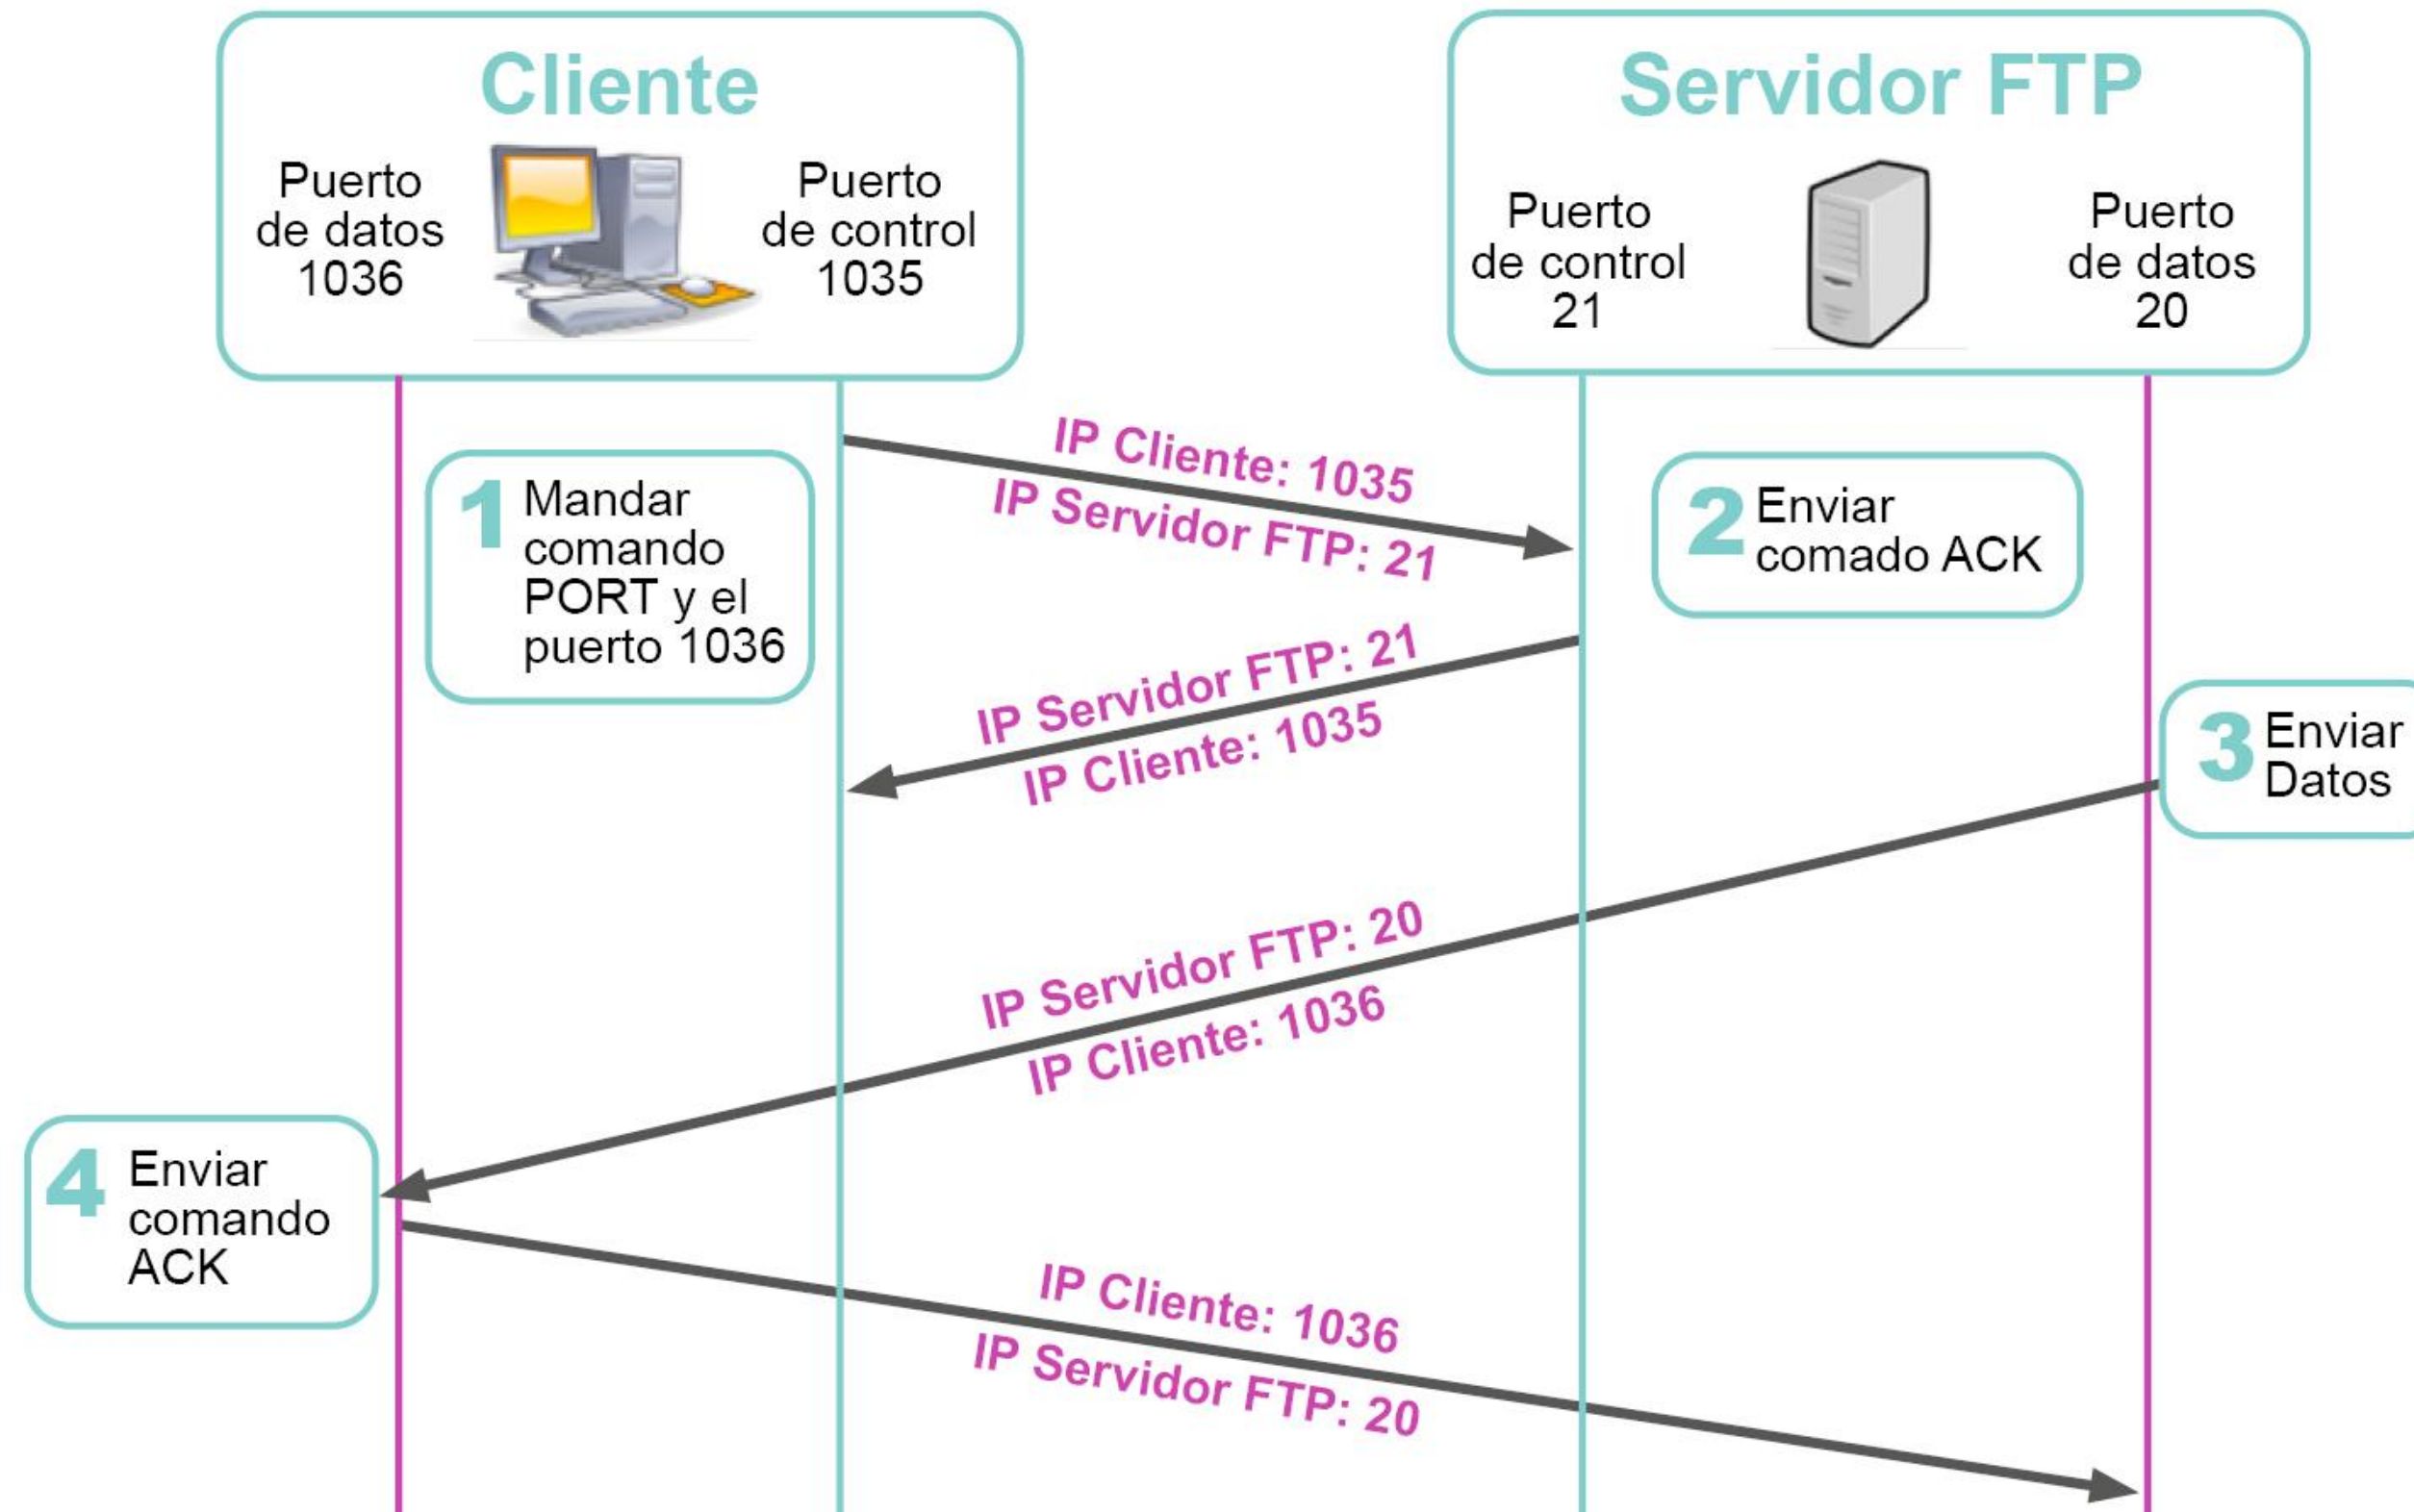 Cliente
Puerto
de datos
1036
Puerto
de control
1035
Servidor FTP
Puerto
de control
21
Puerto
de datos
20
IP Cliente: 1035
IP Servidor FTP: 21
1
Mandar
comando
PORT y el
puerto 1036
2
Enviar
comado ACK
IP Servidor FTP: 21
IP Cliente: 1035
3
Enviar
Datos
IP Servidor FTP: 20
IP Cliente: 1036
4
Enviar
comando
ACK
IP Cliente: 1036
IP Servidor FTP: 20